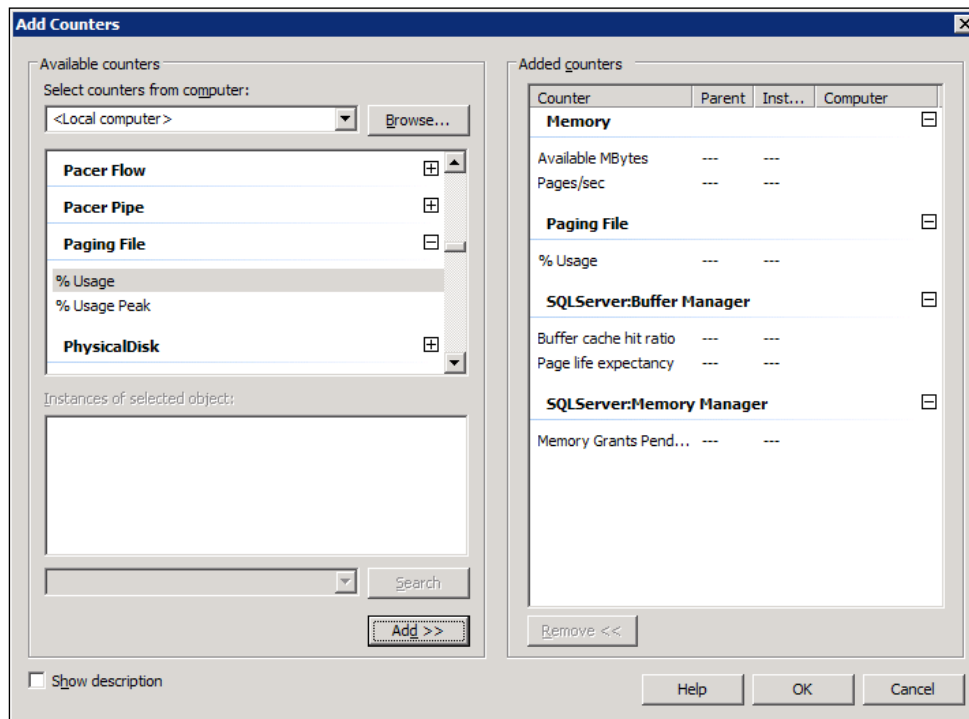 Add Counters
Available counters
Select counters from computer:
<Local computer>
Browse...
Pacer Flow
Pacer Pipe
Paging File
% Usage
% Usage Peak
PhysicalDisk
Instances of selected object:
Search
Add >>
Show description
Added counters
Counter Parent Inst... Computer
Memory
Available MBytes --- ---
Pages/sec --- ---
Paging File
% Usage --- ---
SQLServer:Buffer Manager
Buffer cache hit ratio --- ---
Page life expectancy --- ---
SQLServer:Memory Manager
Memory Grants Pend... --- ---
Remove <<
Help OK Cancel